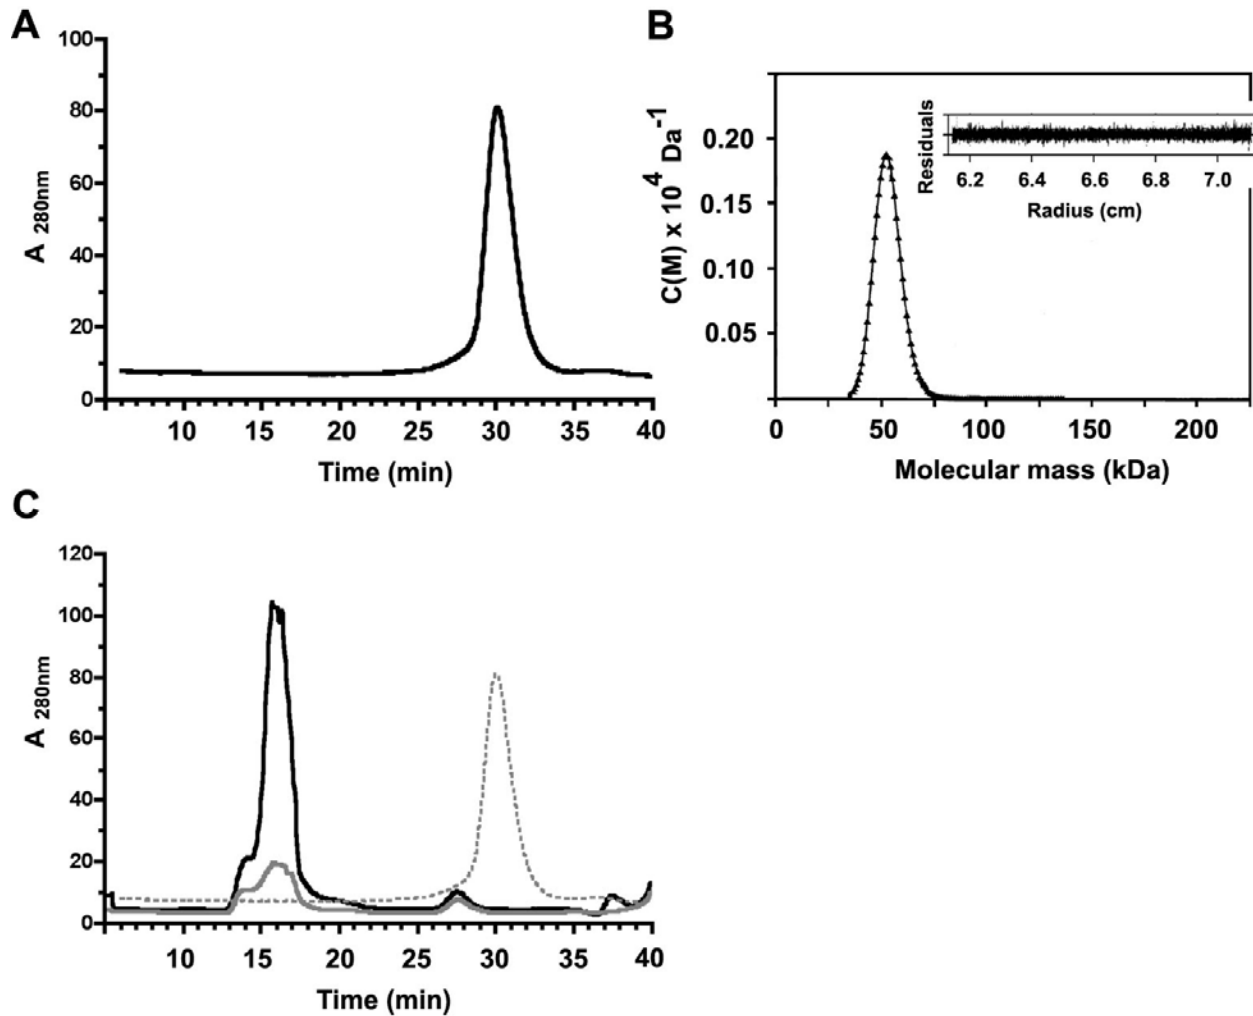 A
100
80
60
40
20
0
A 280nm
10 15 20 25 30 35 40
Time (min)
B
C(M) x 10^4 Da^-1
0.20
0.15
0.10
0.05
0 50 100 150 200
Molecular mass (kDa)
Residuals
6.2 6.4 6.6 6.8 7.0
Radius (cm)
C
120
100
80
60
40
20
0
A 280nm
10 15 20 25 30 35 40
Time (min)